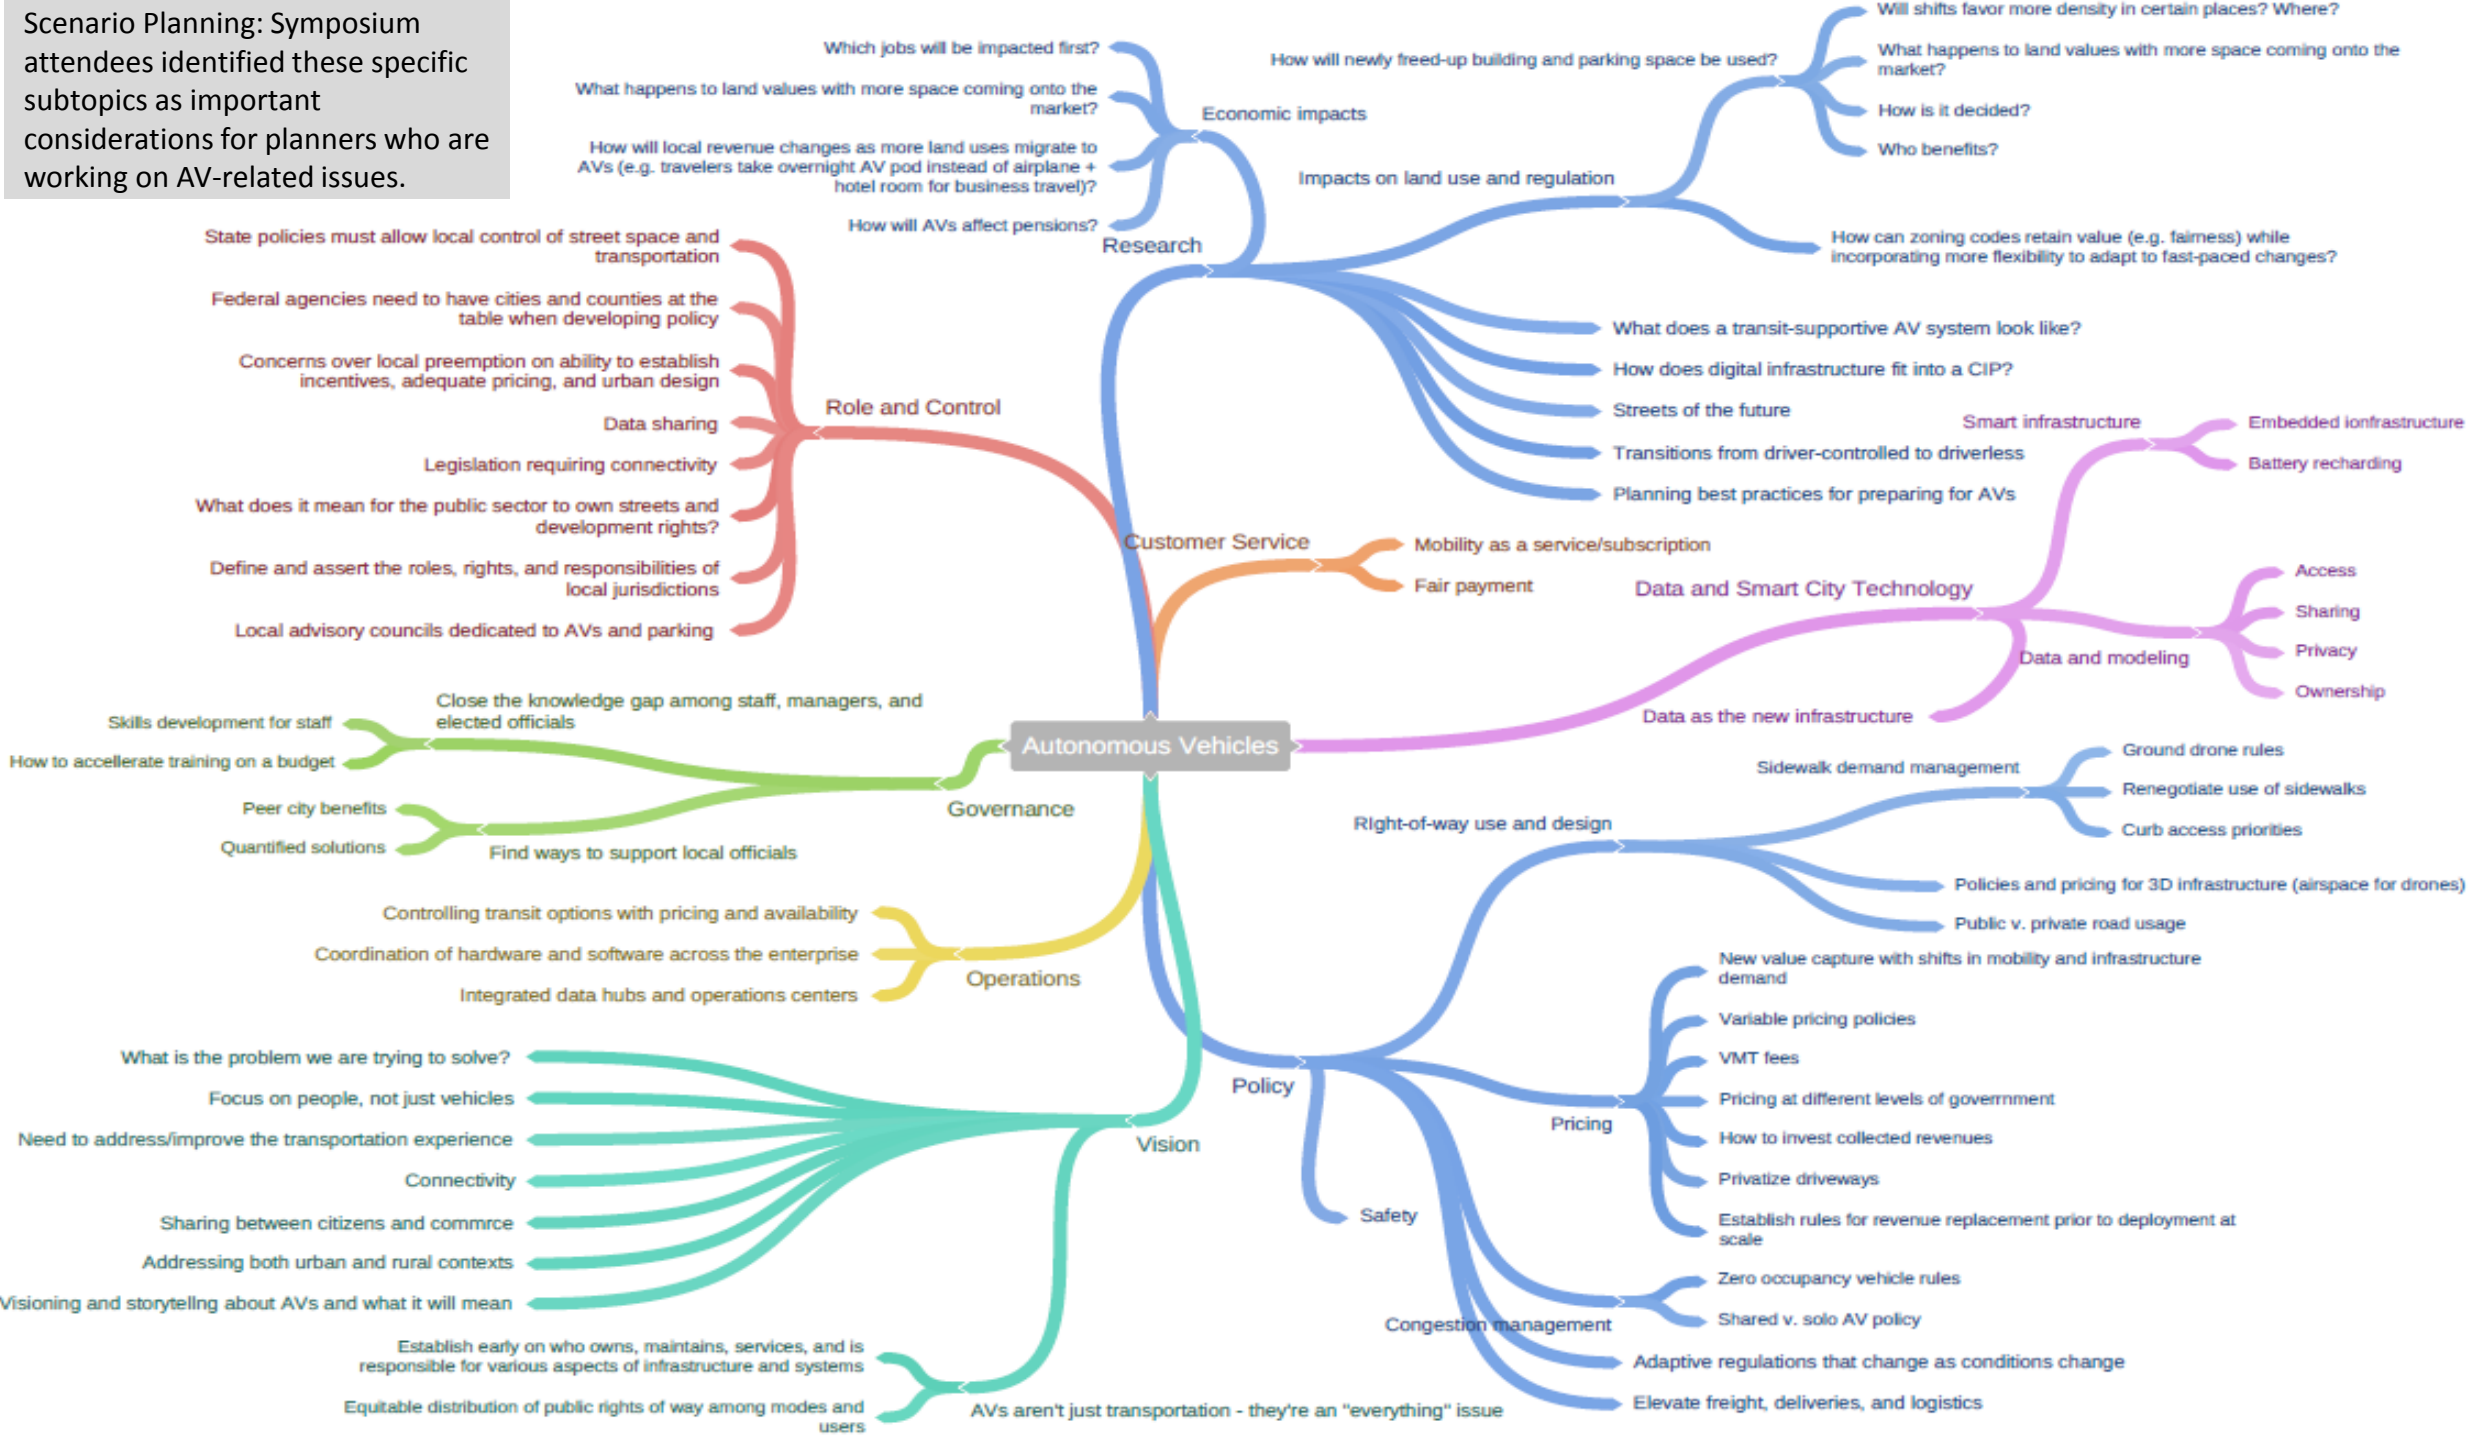 Scenario Planning: Symposium
attendees identified these specific
subtopics as important
considerations for planners who are
working on AV-related issues.
Which jobs will be impacted first?
What happens to land values with more space coming onto the
market?
How will local revenue changes as more land uses migrate to
AVs (e.g. travelers take overnight AV pod instead of airplane +
hotel room for business travel)?
How will AVs affect pensions?
Economic impacts
Research
How will newly freed-up building and parking space be used?
Will shifts favor more density in certain places? Where?
What happens to land values with more space coming onto the
market?
How is it decided?
Who benefits?
Impacts on land use and regulation
How can zoning codes retain value (e.g. fairness) while
incorporating more flexibility to adapt to fast-paced changes?
What does a transit-supportive AV system look like?
How does digital infrastructure fit into a CIP?
Streets of the future
Transitions from driver-controlled to driverless
Planning best practices for preparing for AVs
State policies must allow local control of street space and
transportation
Federal agencies need to have cities and counties at the
table when developing policy
Concerns over local preemption on ability to establish
incentives, adequate pricing, and urban design
Data sharing
Legislation requiring connectivity
What does it mean for the public sector to own streets and
development rights?
Define and assert the roles, rights, and responsibilities of
local jurisdictions
Local advisory councils dedicated to AVs and parking
Role and Control
Customer Service
Mobility as a service/subscription
Fair payment
Smart infrastructure
Embedded ionfrastructure
Battery recharding
Data and Smart City Technology
Access
Sharing
Privacy
Ownership
Data and modeling
Data as the new infrastructure
Autonomous Vehicles
Close the knowledge gap among staff, managers, and
elected officials
Skills development for staff
How to accellerate training on a budget
Peer city benefits
Quantified solutions
Find ways to support local officials
Governance
Controlling transit options with pricing and availability
Coordination of hardware and software across the enterprise
Integrated data hubs and operations centers
Operations
Sidewalk demand management
Ground drone rules
Renegotiate use of sidewalks
Curb access priorities
RIght-of-way use and design
Policies and pricing for 3D infrastructure (airspace for drones)
Public v. private road usage
New value capture with shifts in mobility and infrastructure
demand
Variable pricing policies
VMT fees
Pricing at different levels of goverrnment
How to invest collected revenues
Privatize driveways
Establish rules for revenue replacement prior to deployment at
scale
Pricing
Policy
Safety
Zero occupancy vehicle rules
Shared v. solo AV policy
Congestion management
Adaptive regulations that change as conditions change
Elevate freight, deliveries, and logistics
What is the problem we are trying to solve?
Focus on people, not just vehicles
Need to address/improve the transportation experience
Connectivity
Sharing between citizens and commrce
Addressing both urban and rural contexts
Visioning and storytellng about AVs and what it will mean
Vision
Establish early on who owns, maintains, services, and is
responsible for various aspects of infrastructure and systems
Equitable distribution of public rights of way among modes and
users
AVs aren't just transportation - they're an "everything" issue